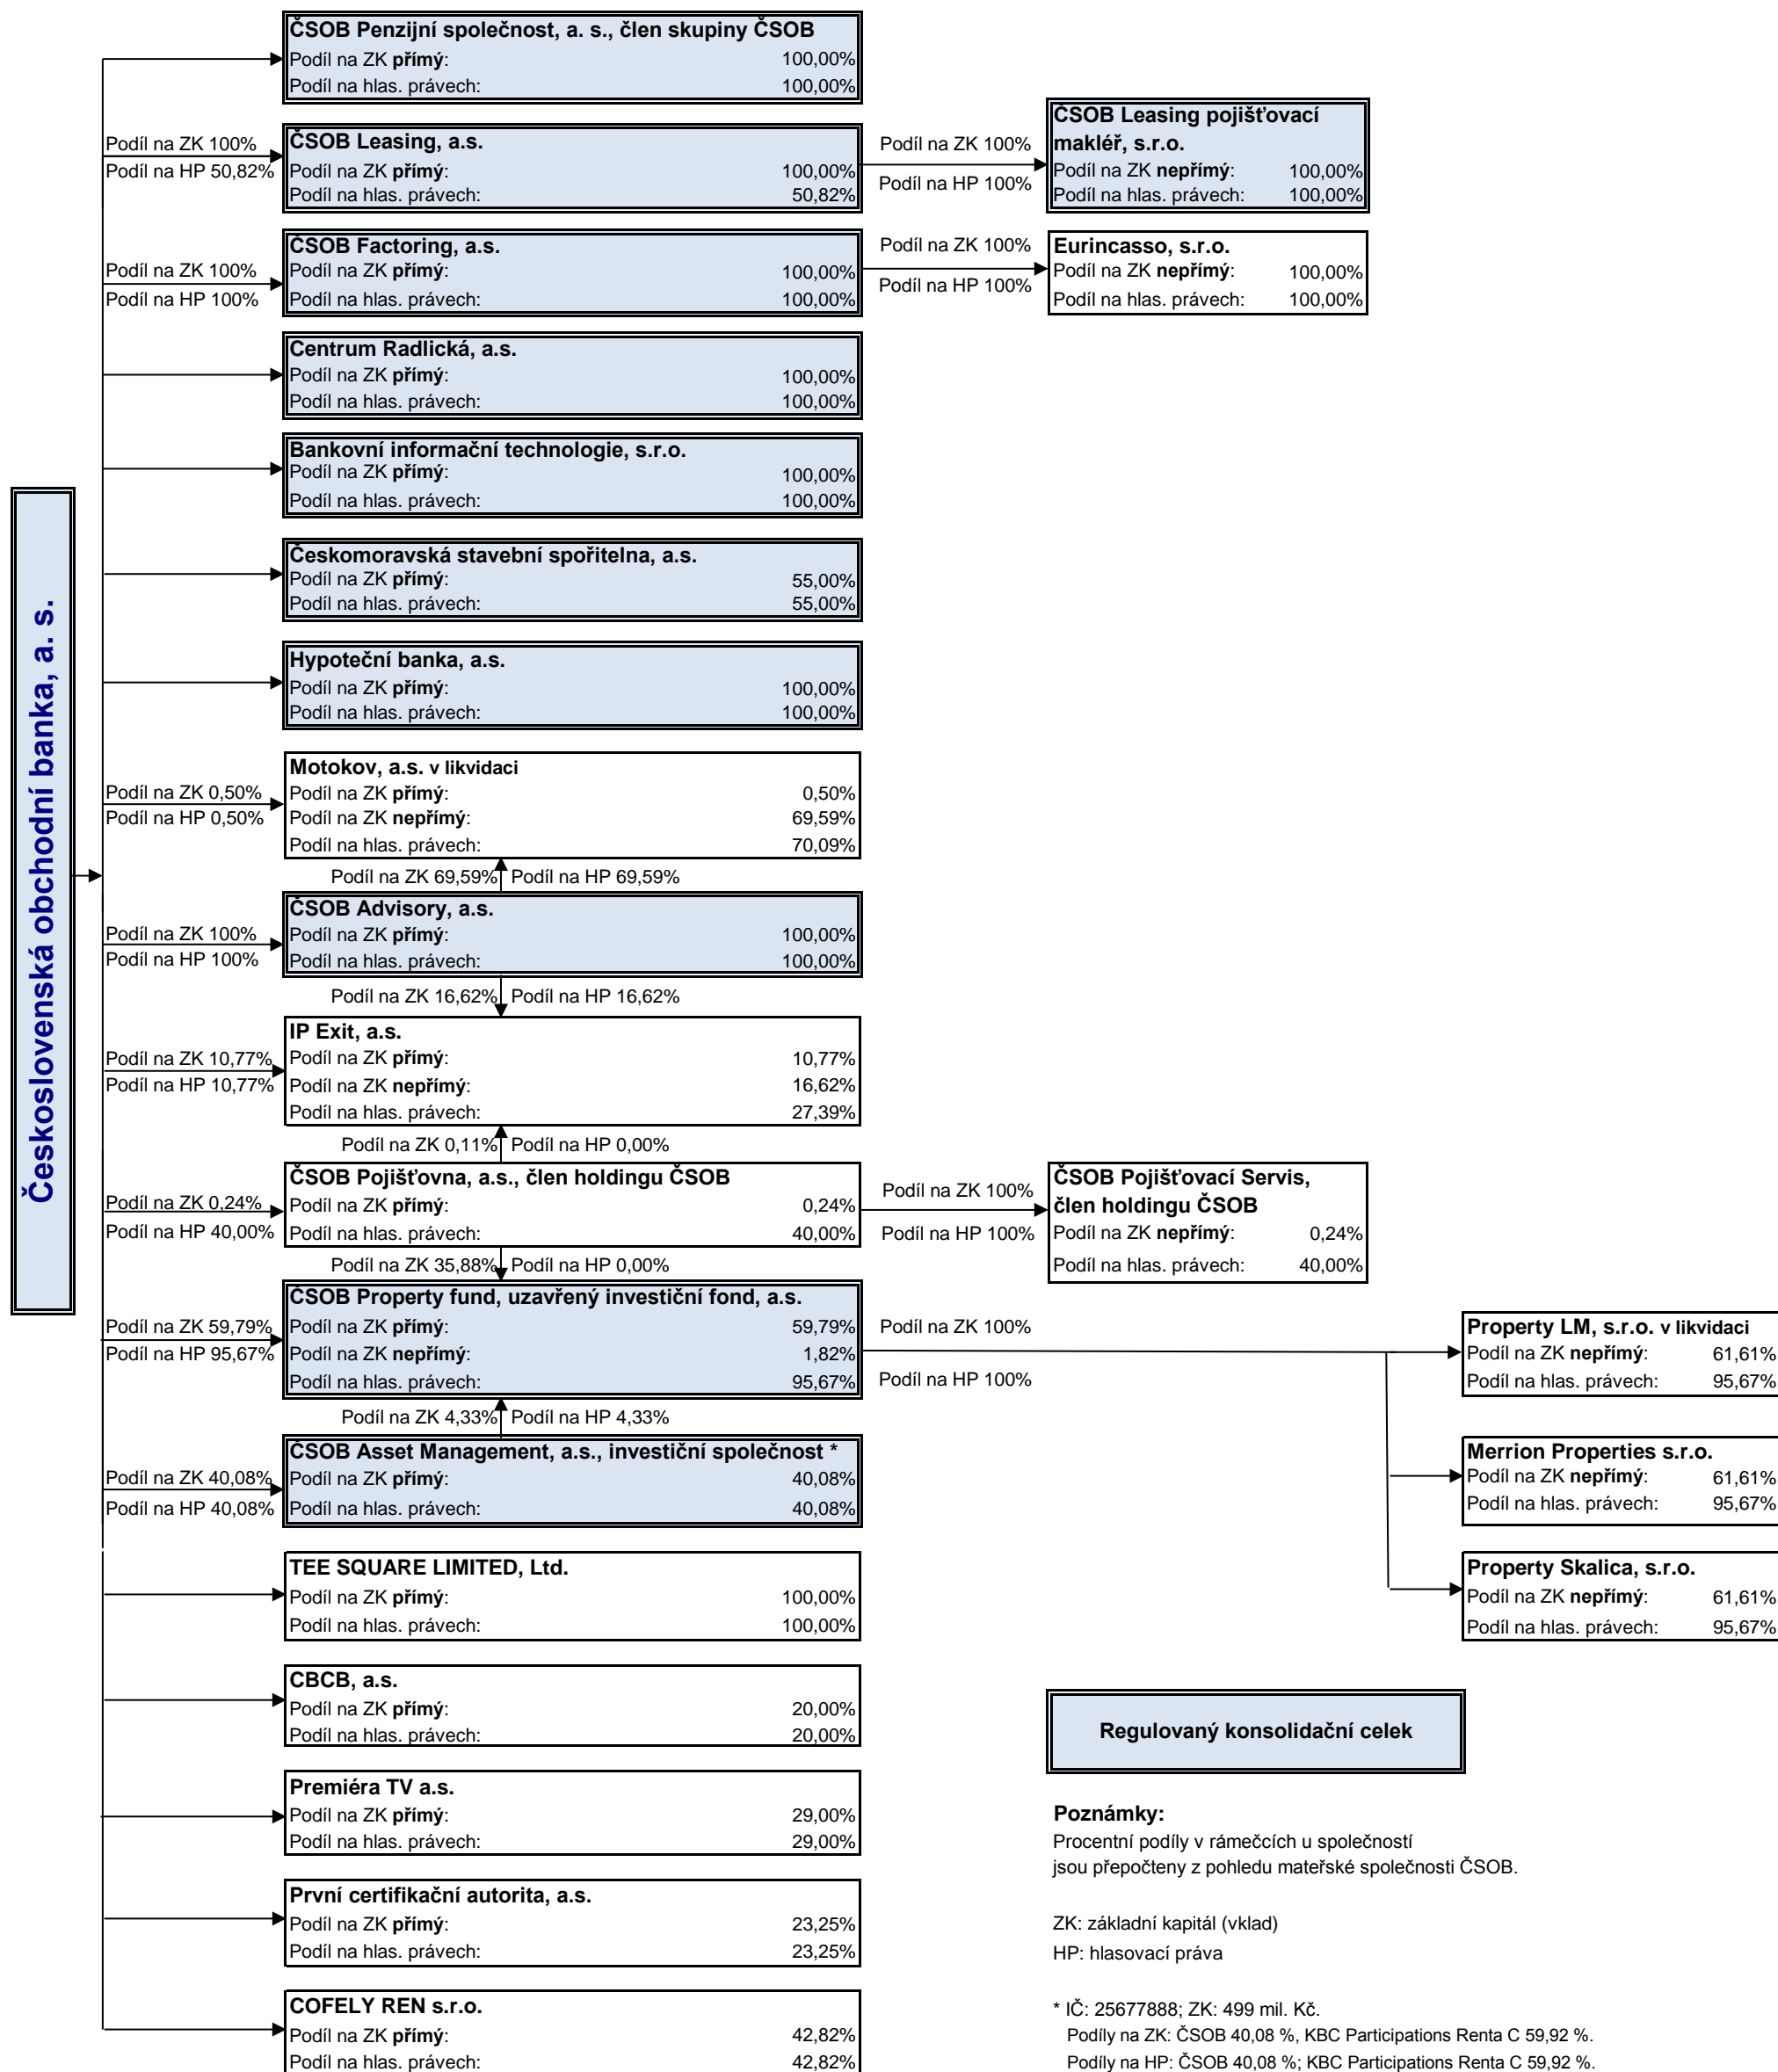 Československá obchodní banka, a. s.
ČSOB Penzijní společnost, a. s., člen skupiny ČSOB
Podíl na ZK přímý: 100,00%
Podíl na hlas. právech: 100,00%
Podíl na ZK 100%
Podíl na HP 50,82%
ČSOB Leasing, a.s.
Podíl na ZK přímý: 100,00%
Podíl na hlas. právech: 50,82%
Podíl na ZK 100%
Podíl na HP 100%
ČSOB Leasing pojišťovací
makléř, s.r.o.
Podíl na ZK nepřímý: 100,00%
Podíl na hlas. právech: 100,00%
Podíl na ZK 100%
Podíl na HP 100%
ČSOB Factoring, a.s.
Podíl na ZK přímý: 100,00%
Podíl na hlas. právech: 100,00%
Podíl na ZK 100%
Podíl na HP 100%
Eurincasso, s.r.o.
Podíl na ZK nepřímý: 100,00%
Podíl na hlas. právech: 100,00%
Centrum Radlická, a.s.
Podíl na ZK přímý: 100,00%
Podíl na hlas. právech: 100,00%
Bankovní informační technologie, s.r.o.
Podíl na ZK přímý: 100,00%
Podíl na hlas. právech: 100,00%
Českomoravská stavební spořitelna, a.s.
Podíl na ZK přímý: 55,00%
Podíl na hlas. právech: 55,00%
Hypoteční banka, a.s.
Podíl na ZK přímý: 100,00%
Podíl na hlas. právech: 100,00%
Podíl na ZK 0,50%
Podíl na HP 0,50%
Motokov, a.s. v likvidaci
Podíl na ZK přímý: 0,50%
Podíl na ZK nepřímý: 69,59%
Podíl na hlas. právech: 70,09%
Podíl na ZK 69,59% Podíl na HP 69,59%
Podíl na ZK 100%
Podíl na HP 100%
ČSOB Advisory, a.s.
Podíl na ZK přímý: 100,00%
Podíl na hlas. právech: 100,00%
Podíl na ZK 16,62% Podíl na HP 16,62%
Podíl na ZK 10,77%
Podíl na HP 10,77%
IP Exit, a.s.
Podíl na ZK přímý: 10,77%
Podíl na ZK nepřímý: 16,62%
Podíl na hlas. právech: 27,39%
Podíl na ZK 0,11% Podíl na HP 0,00%
Podíl na ZK 0,24%
Podíl na HP 40,00%
ČSOB Pojišťovna, a.s., člen holdingu ČSOB
Podíl na ZK přímý: 0,24%
Podíl na hlas. právech: 40,00%
Podíl na ZK 100%
Podíl na HP 100%
ČSOB Pojišťovací Servis,
člen holdingu ČSOB
Podíl na ZK nepřímý: 0,24%
Podíl na hlas. právech: 40,00%
Podíl na ZK 35,88% Podíl na HP 0,00%
Podíl na ZK 59,79%
Podíl na HP 95,67%
ČSOB Property fund, uzavřený investiční fond, a.s.
Podíl na ZK přímý: 59,79%
Podíl na ZK nepřímý: 1,82%
Podíl na hlas. právech: 95,67%
Podíl na ZK 100%
Podíl na HP 100%
Property LM, s.r.o. v likvidaci
Podíl na ZK nepřímý: 61,61%
Podíl na hlas. právech: 95,67%
Podíl na ZK 4,33% Podíl na HP 4,33%
Podíl na ZK 40,08%
Podíl na HP 40,08%
ČSOB Asset Management, a.s., investiční společnost *
Podíl na ZK přímý: 40,08%
Podíl na hlas. právech: 40,08%
Merrion Properties s.r.o.
Podíl na ZK nepřímý: 61,61%
Podíl na hlas. právech: 95,67%
TEE SQUARE LIMITED, Ltd.
Podíl na ZK přímý: 100,00%
Podíl na hlas. právech: 100,00%
Property Skalica, s.r.o.
Podíl na ZK nepřímý: 61,61%
Podíl na hlas. právech: 95,67%
CBCB, a.s.
Podíl na ZK přímý: 20,00%
Podíl na hlas. právech: 20,00%
Regulovaný konsolidační celek
Premiéra TV a.s.
Podíl na ZK přímý: 29,00%
Podíl na hlas. právech: 29,00%
První certifikační autorita, a.s.
Podíl na ZK přímý: 23,25%
Podíl na hlas. právech: 23,25%
COFELY REN s.r.o.
Podíl na ZK přímý: 42,82%
Podíl na hlas. právech: 42,82%
Poznámky:
Procentní podíly v rámečcích u společností
jsou přepočteny z pohledu mateřské společnosti ČSOB.
ZK: základní kapitál (vklad)
HP: hlasovací práva
* IČ: 25677888; ZK: 499 mil. Kč.
Podíly na ZK: ČSOB 40,08 %, KBC Participations Renta C 59,92 %.
Podíly na HP: ČSOB 40,08 %; KBC Participations Renta C 59,92 %.